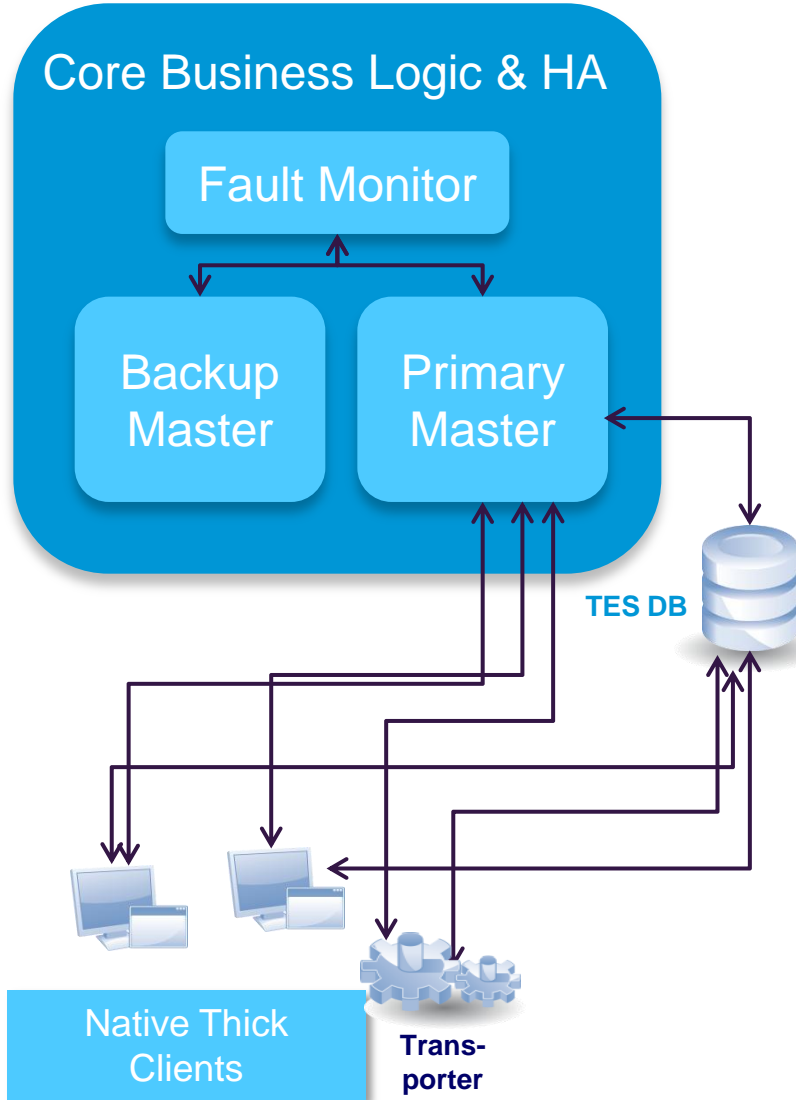 Core Business Logic & HA
Fault Monitor
Backup
Master
Primary
Master
TES DB
Native Thick
Clients
Trans-
porter